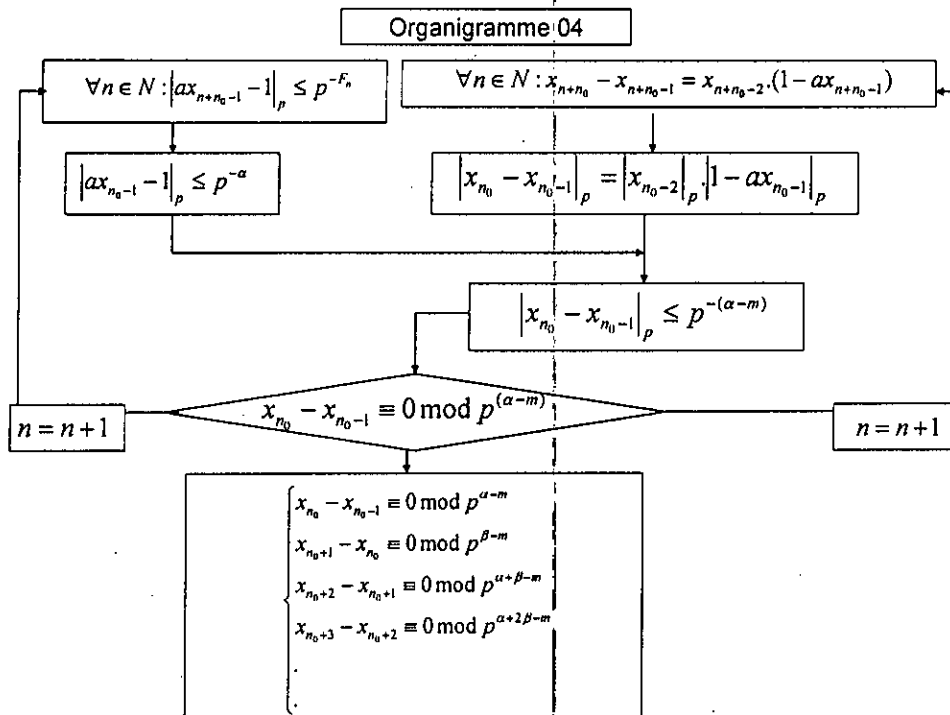 Organigramme 04
∀n ∈ N : |ax_{n+n_0-1} - 1|_p ≤ p^{-F_n}
∀n ∈ N : x_{n+n_0} - x_{n+n_0-1} = x_{n+n_0-2}.(1 - ax_{n+n_0-1})
|ax_{n_0-1} - 1|_p ≤ p^{-α}
|x_{n_0} - x_{n_0-1}|_p = |x_{n_0-2}|_p.|1 - ax_{n_0-1}|_p
|x_{n_0} - x_{n_0-1}|_p ≤ p^{-(α-m)}
x_{n_0} - x_{n_0-1} ≡ 0 mod p^{(α-m)}
n = n + 1
n = n + 1
x_{n_0} - x_{n_0-1} ≡ 0 mod p^{α-m}
x_{n_0+1} - x_{n_0} ≡ 0 mod p^{β-m}
x_{n_0+2} - x_{n_0+1} ≡ 0 mod p^{α+β-m}
x_{n_0+3} - x_{n_0+2} ≡ 0 mod p^{α+2β-m}
.
.